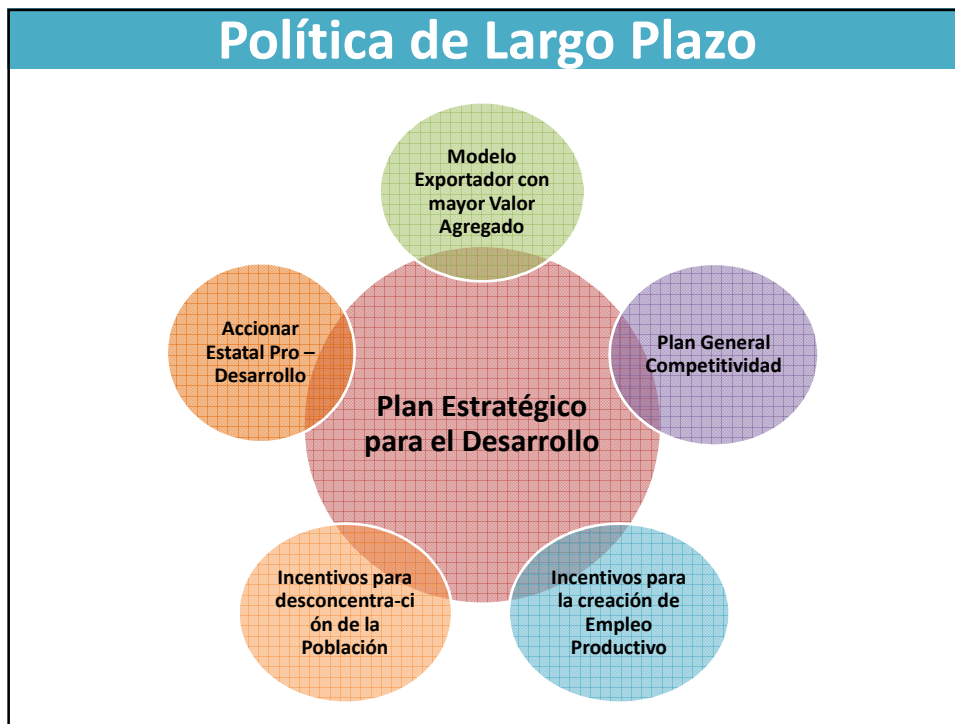 Política de Largo Plazo
Modelo
Exportador con
mayor Valor
Agregado
Accionar
Estatal Pro –
Desarrollo
Plan General
Competitividad
Plan Estratégico
para el Desarrollo
Incentivos para
desconcentra-ci
ón de la
Población
Incentivos para
la creación de
Empleo
Productivo